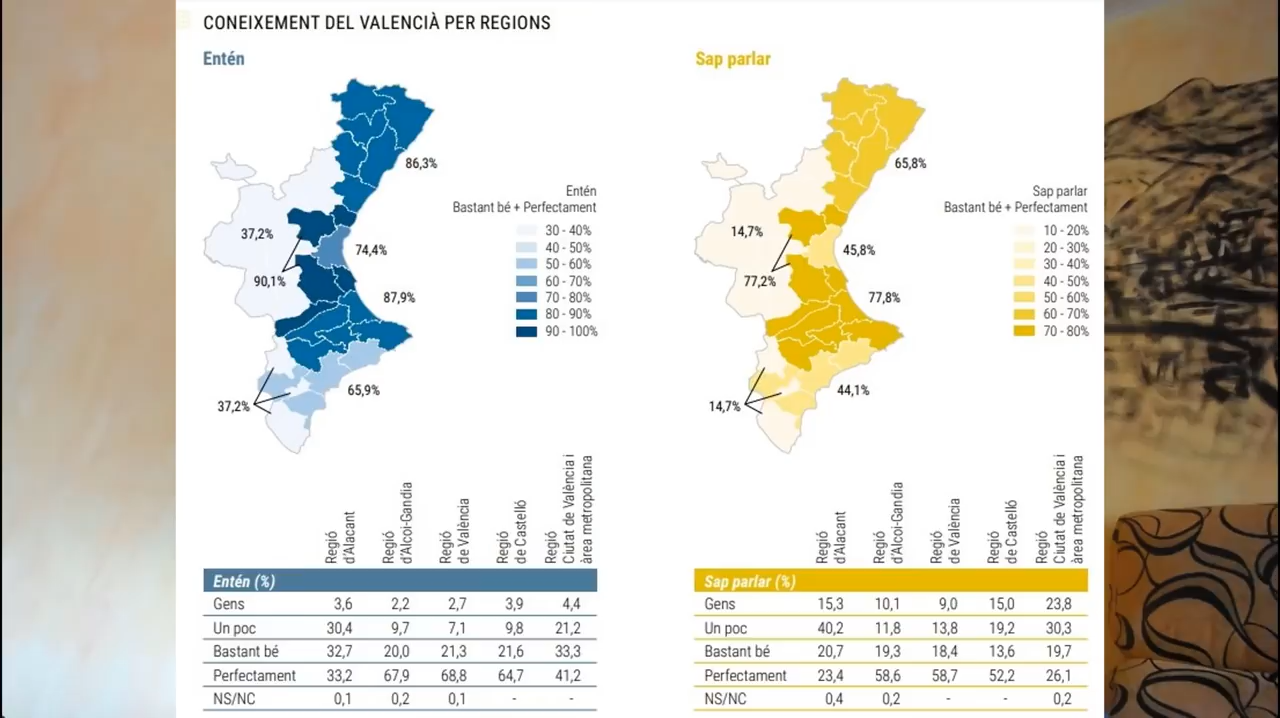 CONEIXEMENT DEL VALENCIÀ PER REGIONS
Entén
86,3%
37,2%
74,4%
90,1%
87,9%
65,9%
37,2%
Entén
Bastant bé + Perfectament
30 - 40%
40 - 50%
50 - 60%
60 - 70%
70 - 80%
80 - 90%
90 - 100%
Regió d'Alacant
Regió d'Alcoi-Gandia
Regió de València
Regió de Castelló
Regió Ciutat de València i àrea metropolitana
Entén (%)
Gens 3,6 2,2 2,7 3,9 4,4
Un poc 30,4 9,7 7,1 9,8 21,2
Bastant bé 32,7 20,0 21,3 21,6 33,3
Perfectament 33,2 67,9 68,8 64,7 41,2
NS/NC 0,1 0,2 0,1 - -
Sap parlar
65,8%
14,7%
45,8%
77,2%
77,8%
44,1%
14,7%
Sap parlar
Bastant bé + Perfectament
10 - 20%
20 - 30%
30 - 40%
40 - 50%
50 - 60%
60 - 70%
70 - 80%
Regió d'Alacant
Regió d'Alcoi-Gandia
Regió de València
Regió de Castelló
Regió Ciutat de València i àrea metropolitana
Sap parlar (%)
Gens 15,3 10,1 9,0 15,0 23,8
Un poc 40,2 11,8 13,8 19,2 30,3
Bastant bé 20,7 19,3 18,4 13,6 19,7
Perfectament 23,4 58,6 58,7 52,2 26,1
NS/NC 0,4 0,2 - - 0,2